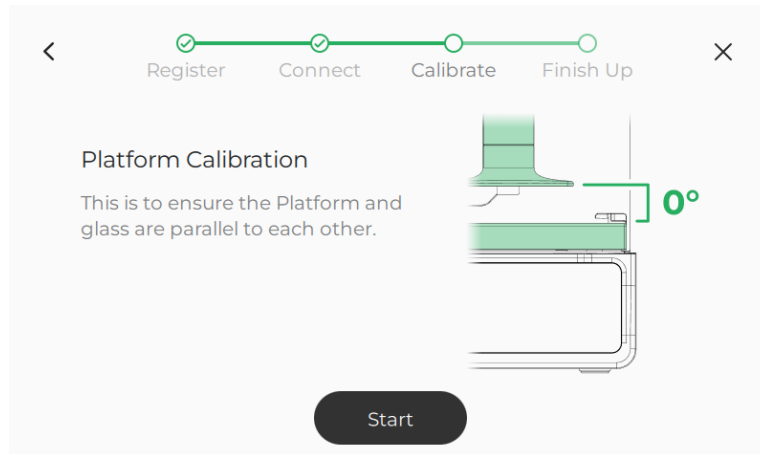 Register
Connect
Calibrate
Finish Up
Platform Calibration
This is to ensure the Platform and
glass are parallel to each other.
0°
Start